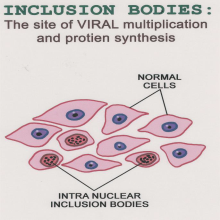 INCLUSION BODIES:
The site of VIRAL multiplication
and protien synthesis
NORMAL
CELLS
INTRA NUCLEAR
INCLUSION BODIES